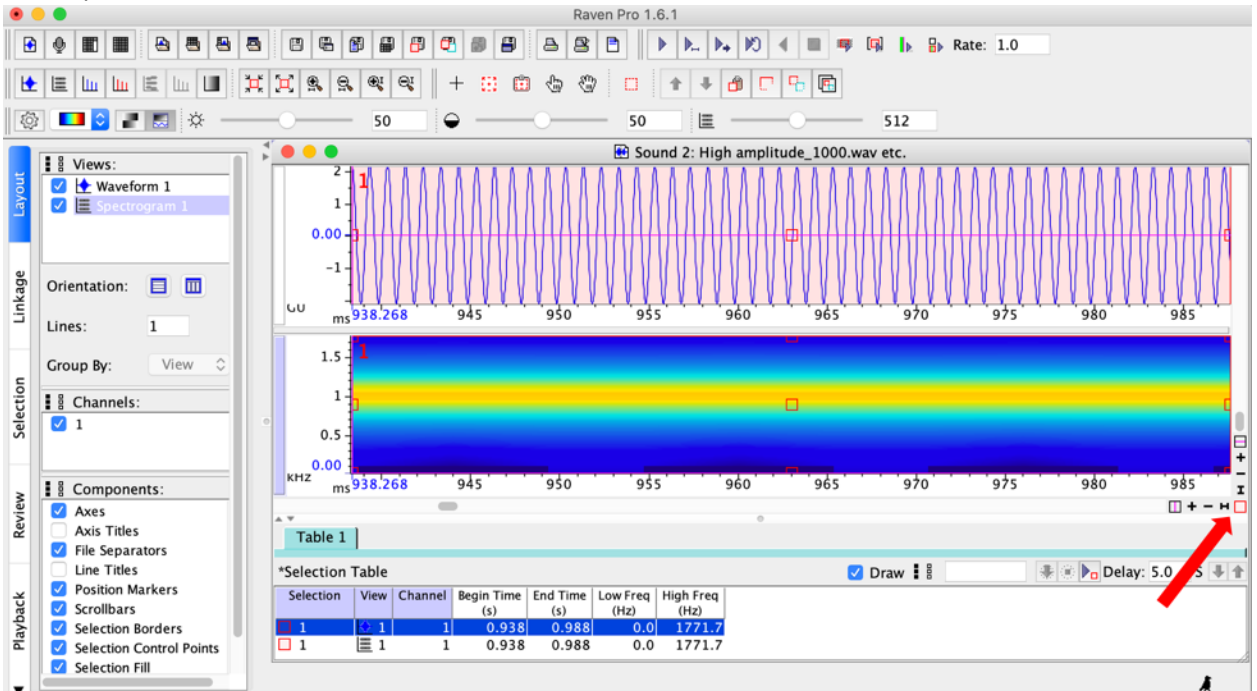 Raven Pro 1.6.1
Rate: 1.0
50 50 512
Sound 2: High amplitude_1000.wav etc.
Layout
Linkage
Selection
Review
Playback
Views:
Waveform 1
Spectrogram 1
Orientation:
Lines: 1
Group By: View
Channels:
1
Components:
Axes
Axis Titles
File Separators
Line Titles
Position Markers
Scrollbars
Selection Borders
Selection Control Points
Selection Fill
2
1
1
0.00
−1
GU
ms 938.268 945 950 955 960 965 970 975 980 985
1.5
1
1
0.5
0.00
KHZ
ms 938.268 945 950 955 960 965 970 975 980 985
Table 1
*Selection Table Draw Delay: 5.0 S
Selection View Channel Begin Time (s) End Time (s) Low Freq (Hz) High Freq (Hz)
1 1 1 0.938 0.988 0.0 1771.7
1 1 1 0.938 0.988 0.0 1771.7